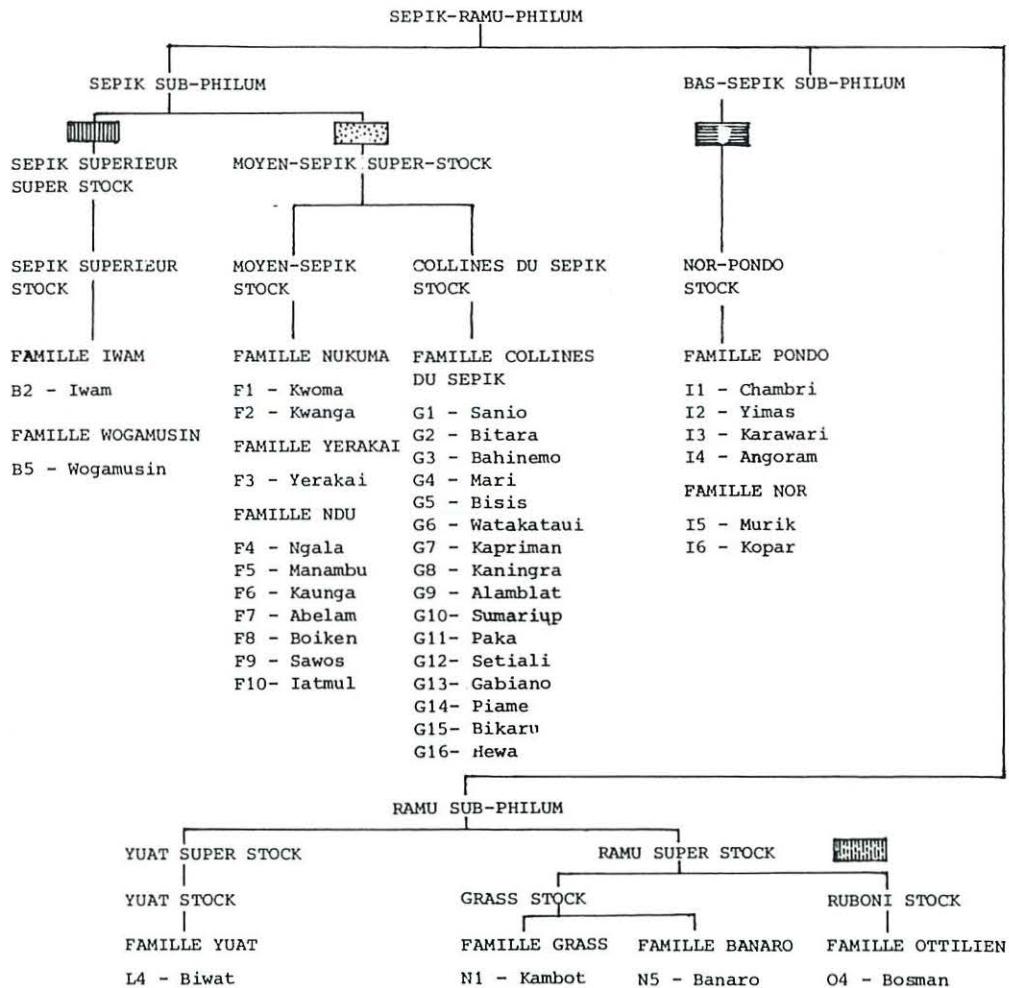 SEPIK-RAMU-PHILUM
SEPIK SUB-PHILUM
BAS-SEPIK SUB-PHILUM
SEPIK SUPERIEUR
SUPER STOCK
MOYEN-SEPIK SUPER-STOCK
SEPIK SUPERIEUR
STOCK
MOYEN-SEPIK
STOCK
COLLINES DU SEPIK
STOCK
NOR-PONDO
STOCK
FAMILLE IWAM
B2 - Iwam
FAMILLE WOGAMUSIN
B5 - Wogamusin
FAMILLE NUKUMA
F1 - Kwoma
F2 - Kwanga
FAMILLE YERAKAI
F3 - Yerakai
FAMILLE NDU
F4 - Ngala
F5 - Manambu
F6 - Kaunga
F7 - Abelam
F8 - Boiken
F9 - Sawos
F10- Iatmul
FAMILLE COLLINES
DU SEPIK
G1 - Sanio
G2 - Bitara
G3 - Bahinemo
G4 - Mari
G5 - Bisis
G6 - Watakataui
G7 - Kapriman
G8 - Kaningra
G9 - Alamblat
G10- Sumariup
G11- Paka
G12- Setiali
G13- Gabiano
G14- Piame
G15- Bikaru
G16- Hewa
FAMILLE PONDO
I1 - Chambri
I2 - Yimas
I3 - Karawari
I4 - Angoram
FAMILLE NOR
I5 - Murik
I6 - Kopar
RAMU SUB-PHILUM
YUAT SUPER STOCK
RAMU SUPER STOCK
YUAT STOCK
GRASS STOCK
RUBONI STOCK
FAMILLE YUAT
FAMILLE GRASS
FAMILLE BANARO
FAMILLE OTTILIEN
L4 - Biwat
N1 - Kambot
N5 - Banaro
O4 - Bosman